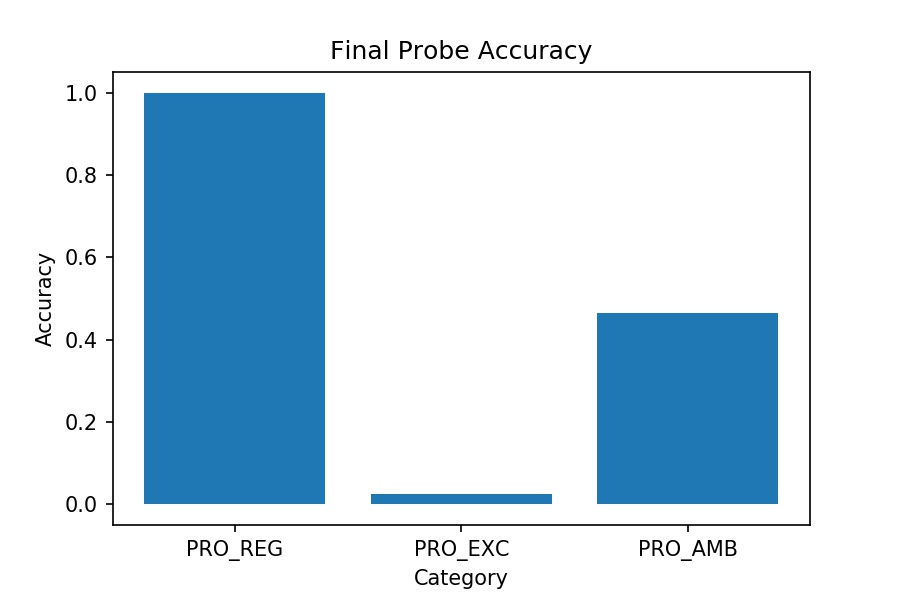 Final Probe Accuracy
Accuracy
1.0
0.8
0.6
0.4
0.2
0.0
PRO_REG PRO_EXC PRO_AMB
Category